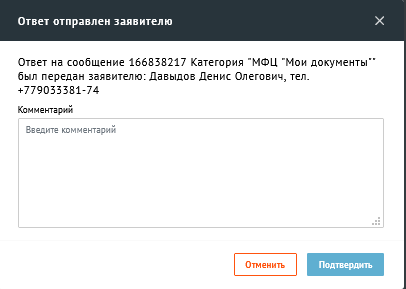 Ответ отправлен заявителю
Ответ на сообщение 166838217 Категория "МФЦ "Мои документы""
был передан заявителю: Давыдов Денис Олегович, тел.
+779033381-74
Комментарий
Введите комментарий
Отменить
Подтвердить